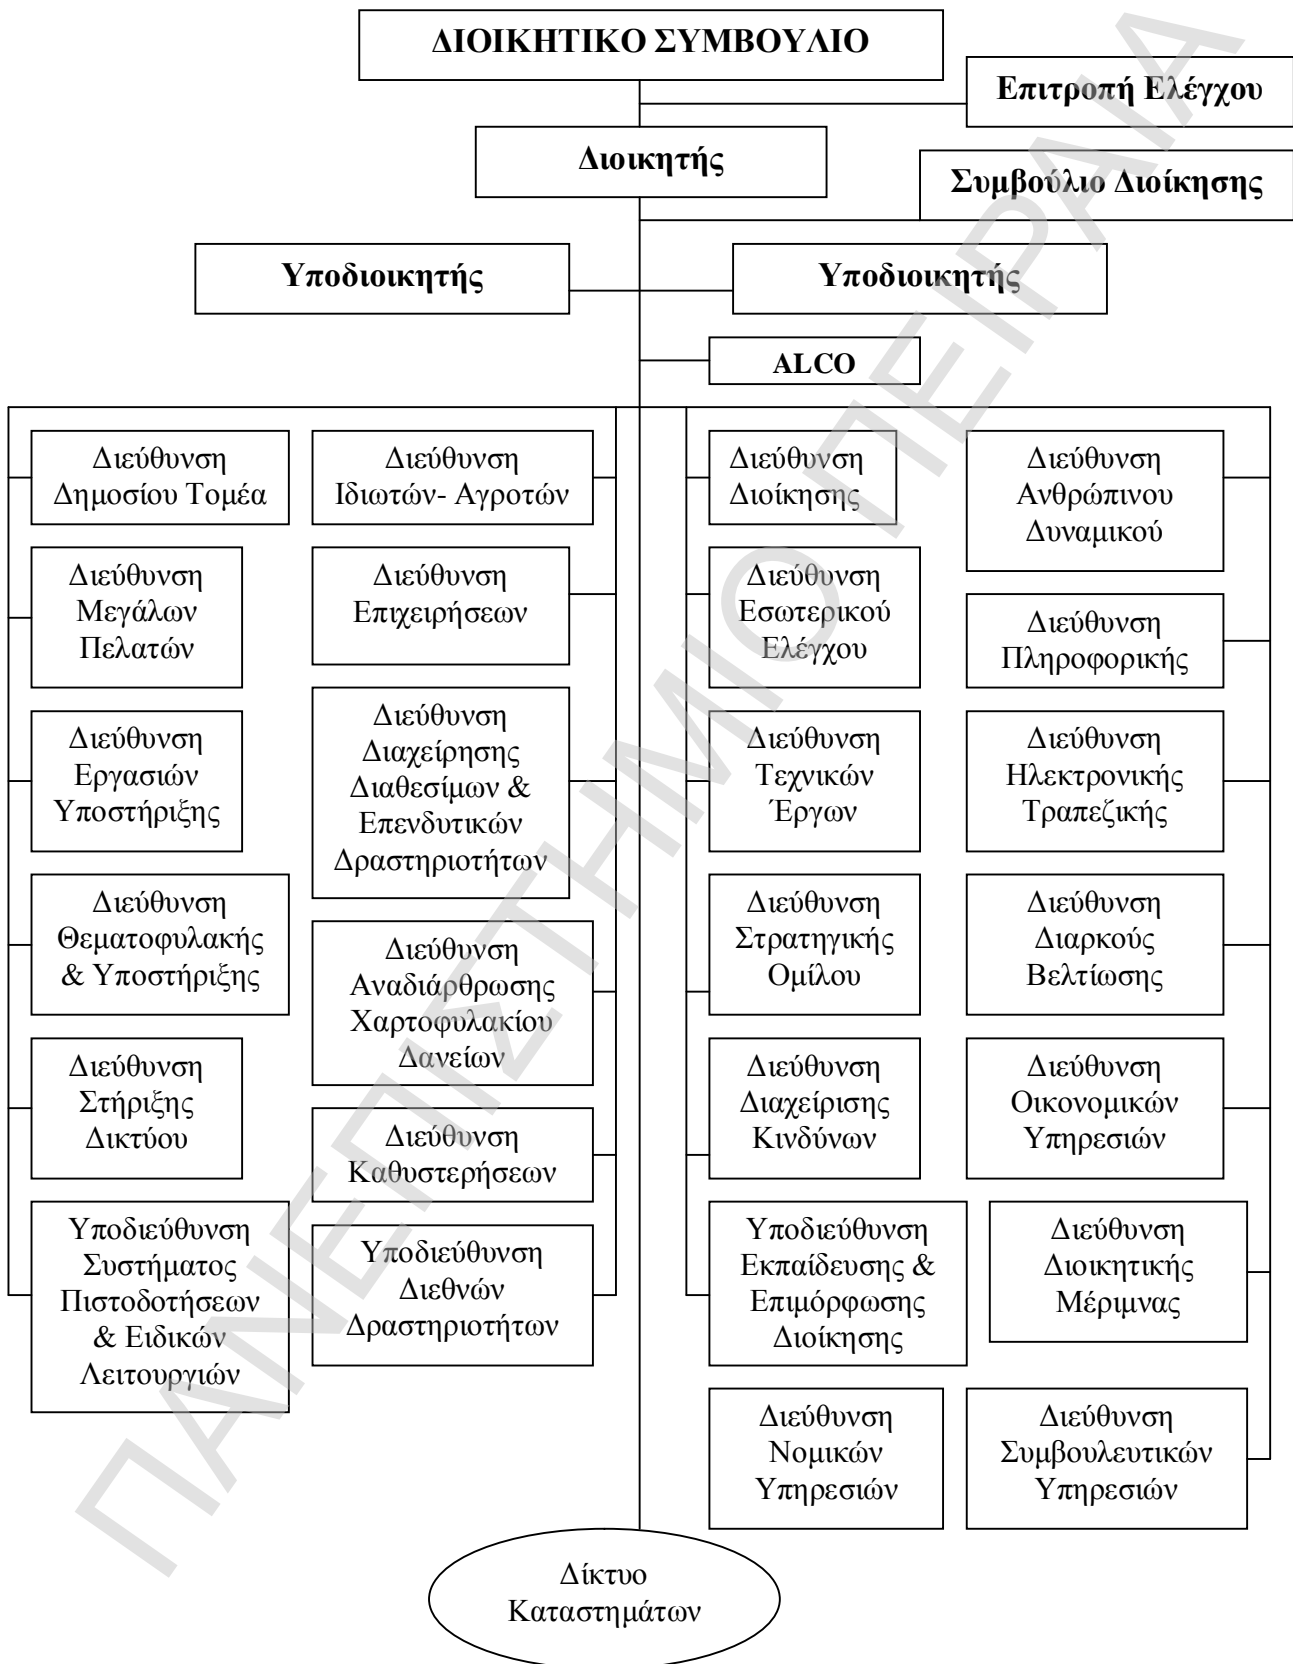 ΔΙΟΙΚΗΤΙΚΟ ΣΥΜΒΟΥΛΙΟ
Επιτροπή Ελέγχου
Διοικητής
Συμβούλιο Διοίκησης
Υποδιοικητής
Υποδιοικητής
ALCO
Διεύθυνση
Δημοσίου Τομέα
Διεύθυνση
Μεγάλων
Πελατών
Διεύθυνση
Εργασιών
Υποστήριξης
Διεύθυνση
Θεματοφυλακής
& Υποστήριξης
Διεύθυνση
Στήριξης
Δικτύου
Υποδιεύθυνση
Συστήματος
Πιστοδοτήσεων
& Ειδικών
Λειτουργιών
Διεύθυνση
Ιδιωτών- Αγροτών
Διεύθυνση
Επιχειρήσεων
Διεύθυνση
Διαχείρησης
Διαθεσίμων &
Επενδυτικών
Δραστηριοτήτων
Διεύθυνση
Αναδιάρθρωσης
Χαρτοφυλακίου
Δανείων
Διεύθυνση
Καθυστερήσεων
Υποδιεύθυνση
Διεθνών
Δραστηριοτήτων
Διεύθυνση
Διοίκησης
Διεύθυνση
Εσωτερικού
Ελέγχου
Διεύθυνση
Τεχνικών
Έργων
Διεύθυνση
Στρατηγικής
Ομίλου
Διεύθυνση
Διαχείρισης
Κινδύνων
Υποδιεύθυνση
Εκπαίδευσης &
Επιμόρφωσης
Διοίκησης
Διεύθυνση
Νομικών
Υπηρεσιών
Διεύθυνση
Ανθρώπινου
Δυναμικού
Διεύθυνση
Πληροφορικής
Διεύθυνση
Ηλεκτρονικής
Τραπεζικής
Διεύθυνση
Διαρκούς
Βελτίωσης
Διεύθυνση
Οικονομικών
Υπηρεσιών
Διεύθυνση
Διοικητικής
Μέριμνας
Διεύθυνση
Συμβουλευτικών
Υπηρεσιών
Δίκτυο
Καταστημάτων
ΠΑΝΕΠΙΣΤΗΜΙΟ ΠΕΙΡΑΙΑ